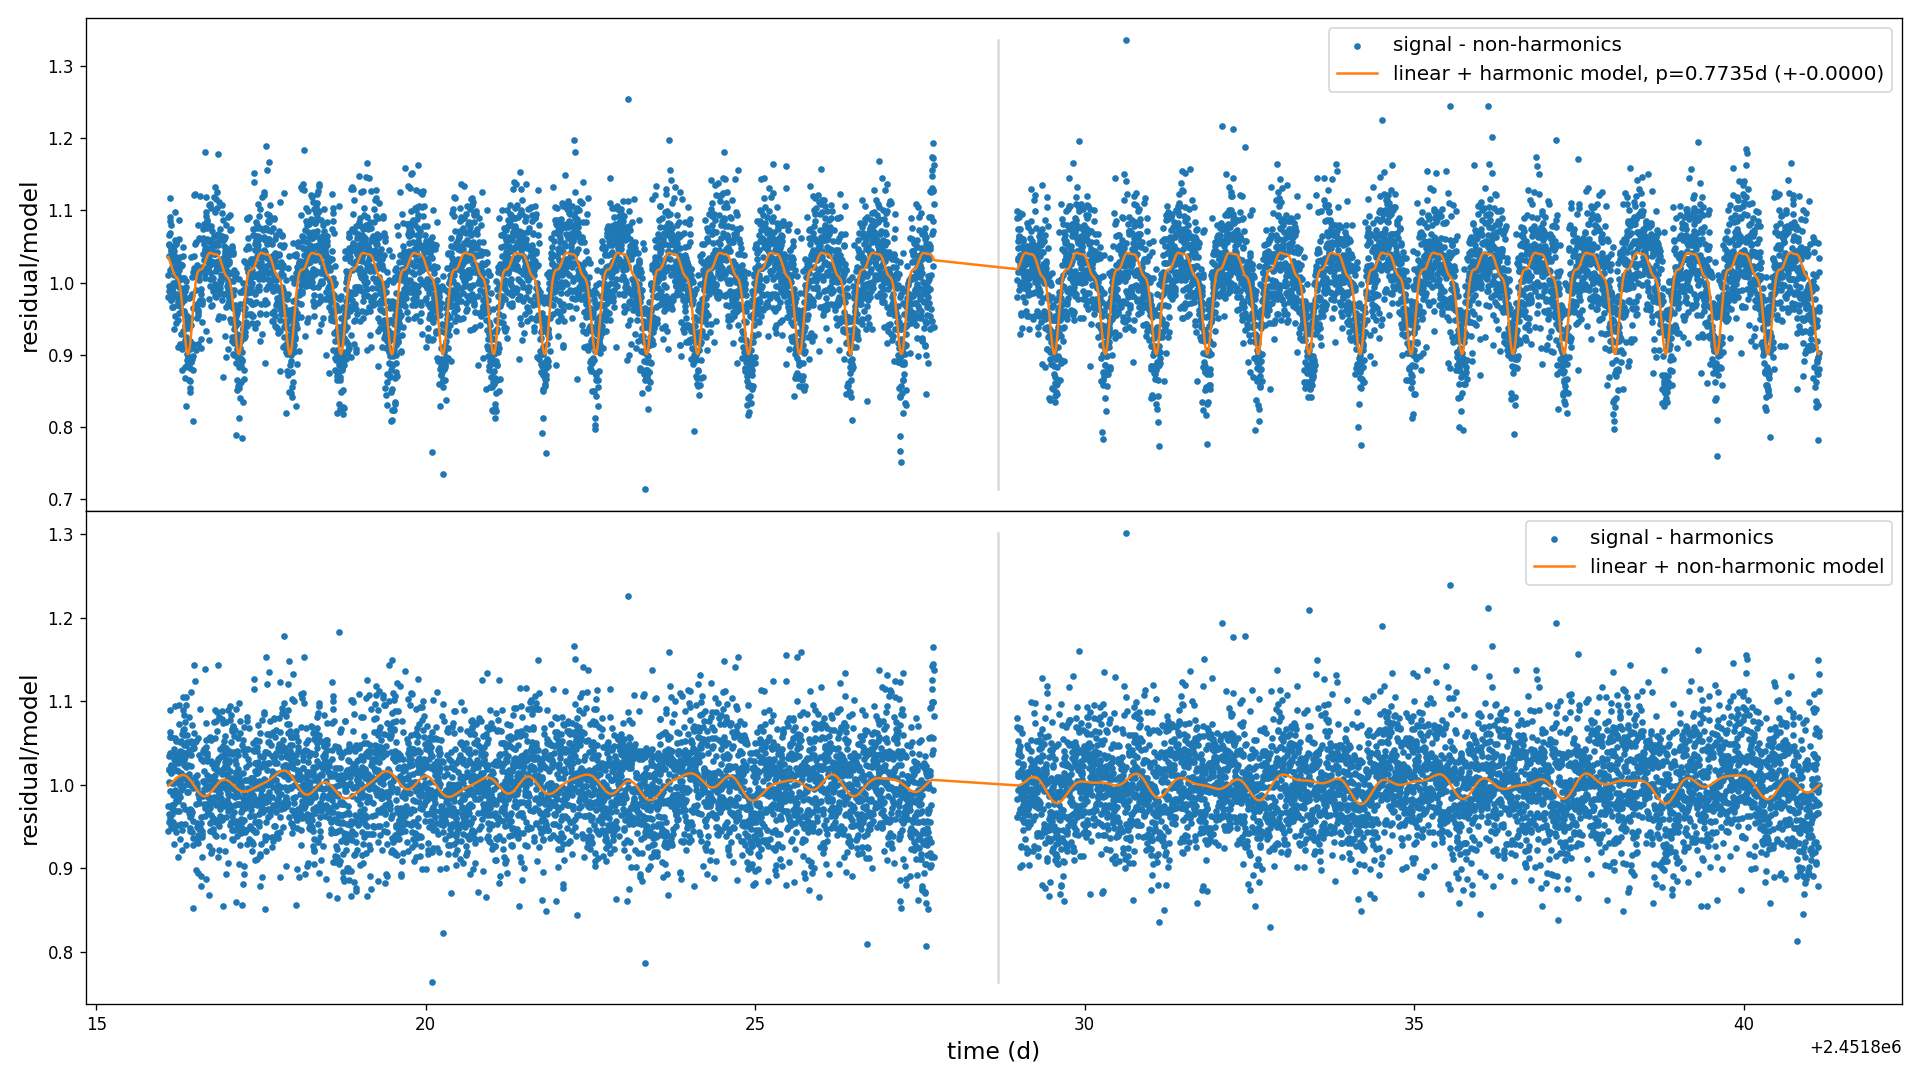 signal - non-harmonics
linear + harmonic model, p=0.7735d (+-0.0000)
residual/model
1.3
1.2
1.1
1.0
0.9
0.8
0.7
signal - harmonics
linear + non-harmonic model
residual/model
1.3
1.2
1.1
1.0
0.9
0.8
15 20 25 30 35 40
time (d)
+2.4518e6